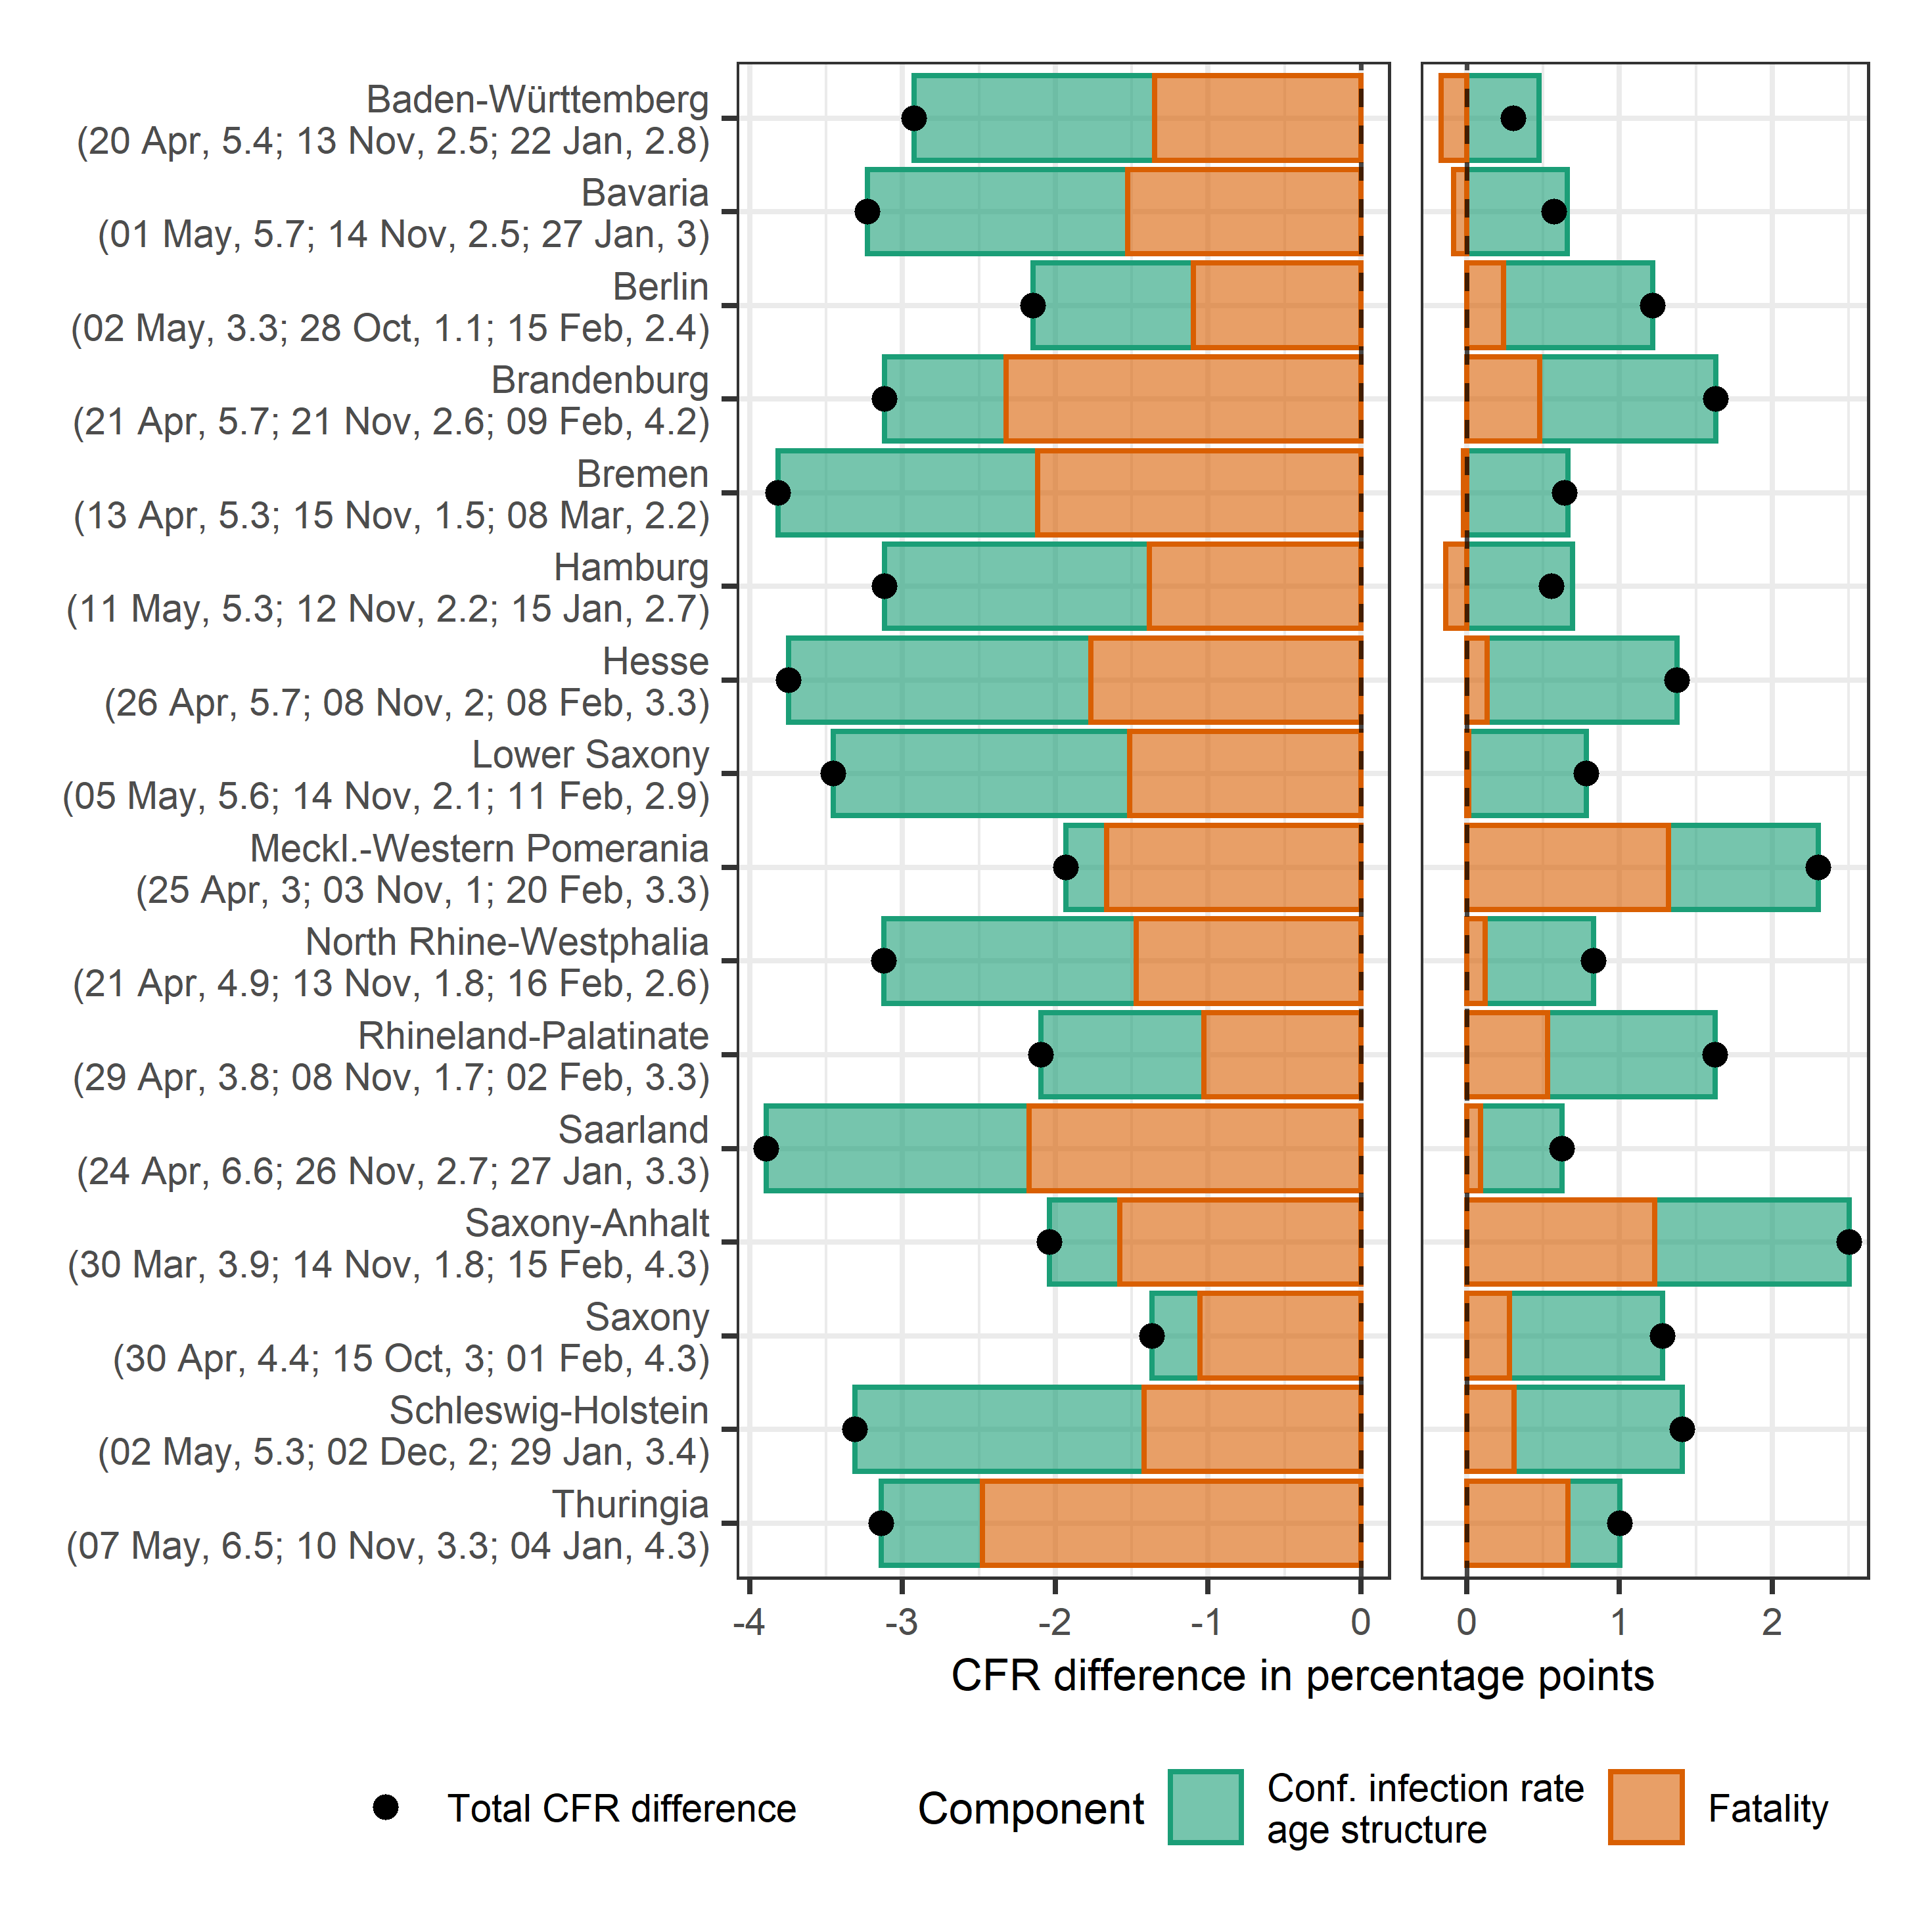 Baden-Württemberg
(20 Apr, 5.4; 13 Nov, 2.5; 22 Jan, 2.8)
Bavaria
(01 May, 5.7; 14 Nov, 2.5; 27 Jan, 3)
Berlin
(02 May, 3.3; 28 Oct, 1.1; 15 Feb, 2.4)
Brandenburg
(21 Apr, 5.7; 21 Nov, 2.6; 09 Feb, 4.2)
Bremen
(13 Apr, 5.3; 15 Nov, 1.5; 08 Mar, 2.2)
Hamburg
(11 May, 5.3; 12 Nov, 2.2; 15 Jan, 2.7)
Hesse
(26 Apr, 5.7; 08 Nov, 2; 08 Feb, 3.3)
Lower Saxony
(05 May, 5.6; 14 Nov, 2.1; 11 Feb, 2.9)
Meckl.-Western Pomerania
(25 Apr, 3; 03 Nov, 1; 20 Feb, 3.3)
North Rhine-Westphalia
(21 Apr, 4.9; 13 Nov, 1.8; 16 Feb, 2.6)
Rhineland-Palatinate
(29 Apr, 3.8; 08 Nov, 1.7; 02 Feb, 3.3)
Saarland
(24 Apr, 6.6; 26 Nov, 2.7; 27 Jan, 3.3)
Saxony-Anhalt
(30 Mar, 3.9; 14 Nov, 1.8; 15 Feb, 4.3)
Saxony
(30 Apr, 4.4; 15 Oct, 3; 01 Feb, 4.3)
Schleswig-Holstein
(02 May, 5.3; 02 Dec, 2; 29 Jan, 3.4)
Thuringia
(07 May, 6.5; 10 Nov, 3.3; 04 Jan, 4.3)
-4 -3 -2 -1 0 0 1 2
CFR difference in percentage points
Total CFR difference
Component
Conf. infection rate
age structure
Fatality